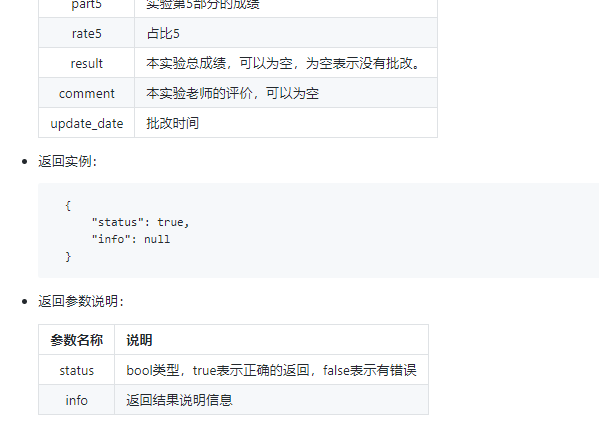 part5 实验第5部分的成绩
rate5 占比5
result 本实验总成绩，可以为空，为空表示没有批改。
comment 本实验老师的评价，可以为空
update_date 批改时间
返回实例：
{
"status": true,
"info": null
}
返回参数说明：
参数名称 说明
status bool类型，true表示正确的返回，false表示有错误
info 返回结果说明信息